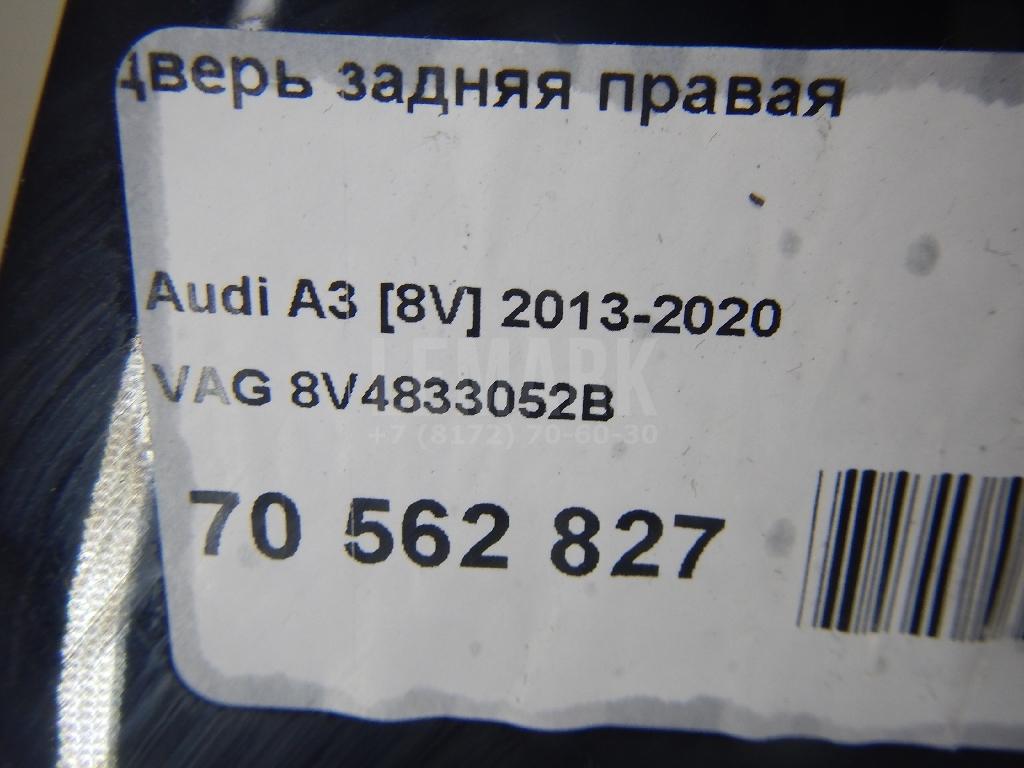 дверь задняя правая
Audi A3 [8V] 2013-2020
LEMARK
VAG 8V4833052B
+7 (8172) 70-60-30
70 562 827